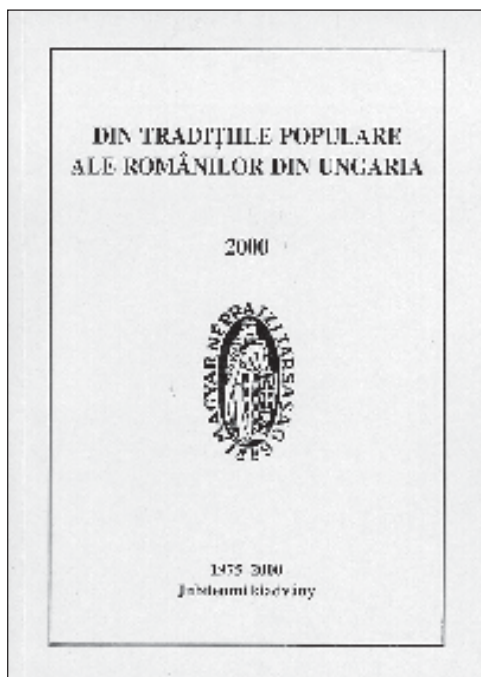 DIN TRADIȚIILE POPULARE
ALE ROMÂNILOR DIN UNGARIA
2000
MAGYAR NÉPRAJZI TÁRSASÁG
1975–2000
Jubileumi kiadvány